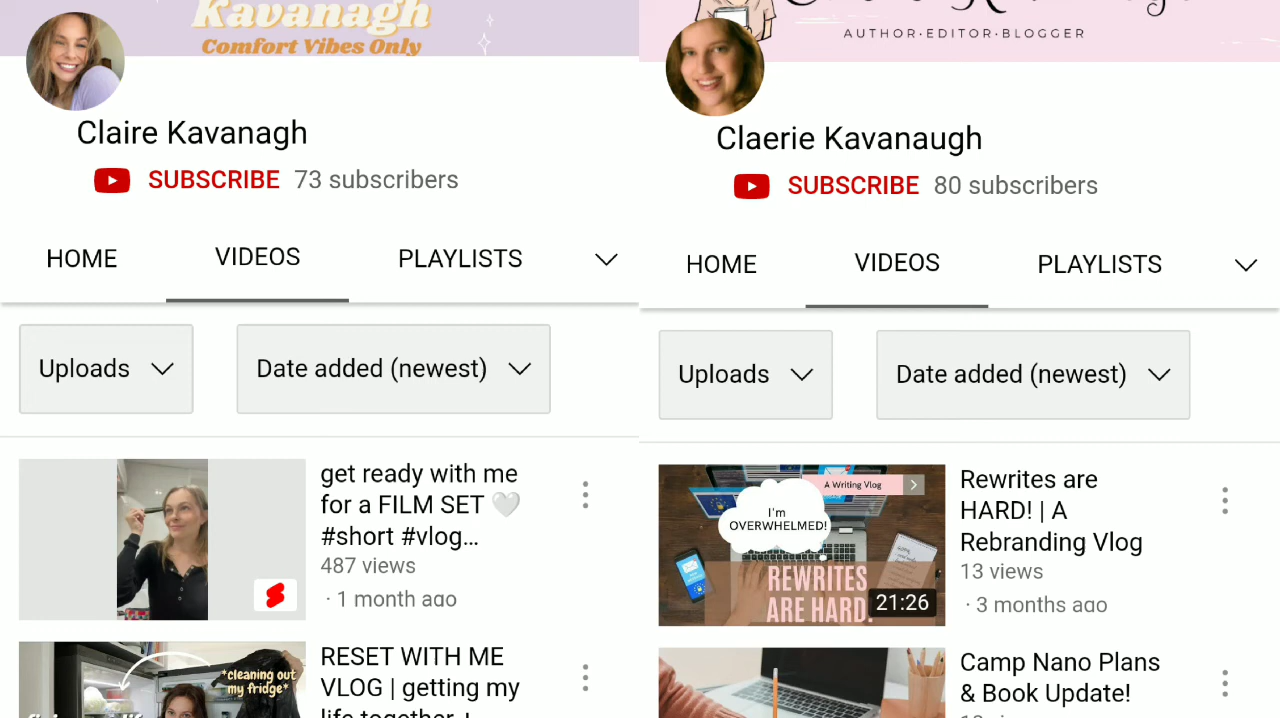 Kavanagh
Comfort Vibes Only
Claire Kavanagh
SUBSCRIBE 73 subscribers
HOME VIDEOS PLAYLISTS
Uploads Date added (newest)
get ready with me
for a FILM SET 🤍
#short #vlog...
487 views
· 1 month ago
*cleaning out
my fridge*
RESET WITH ME
VLOG | getting my
life together +
AUTHOR·EDITOR·BLOGGER
Claerie Kavanaugh
SUBSCRIBE 80 subscribers
HOME VIDEOS PLAYLISTS
Uploads Date added (newest)
A Writing Vlog
I'm
OVERWHELMED!
REWRITES
ARE HARD.
21:26
Rewrites are
HARD! | A
Rebranding Vlog
13 views
· 3 months ago
Camp Nano Plans
& Book Update!